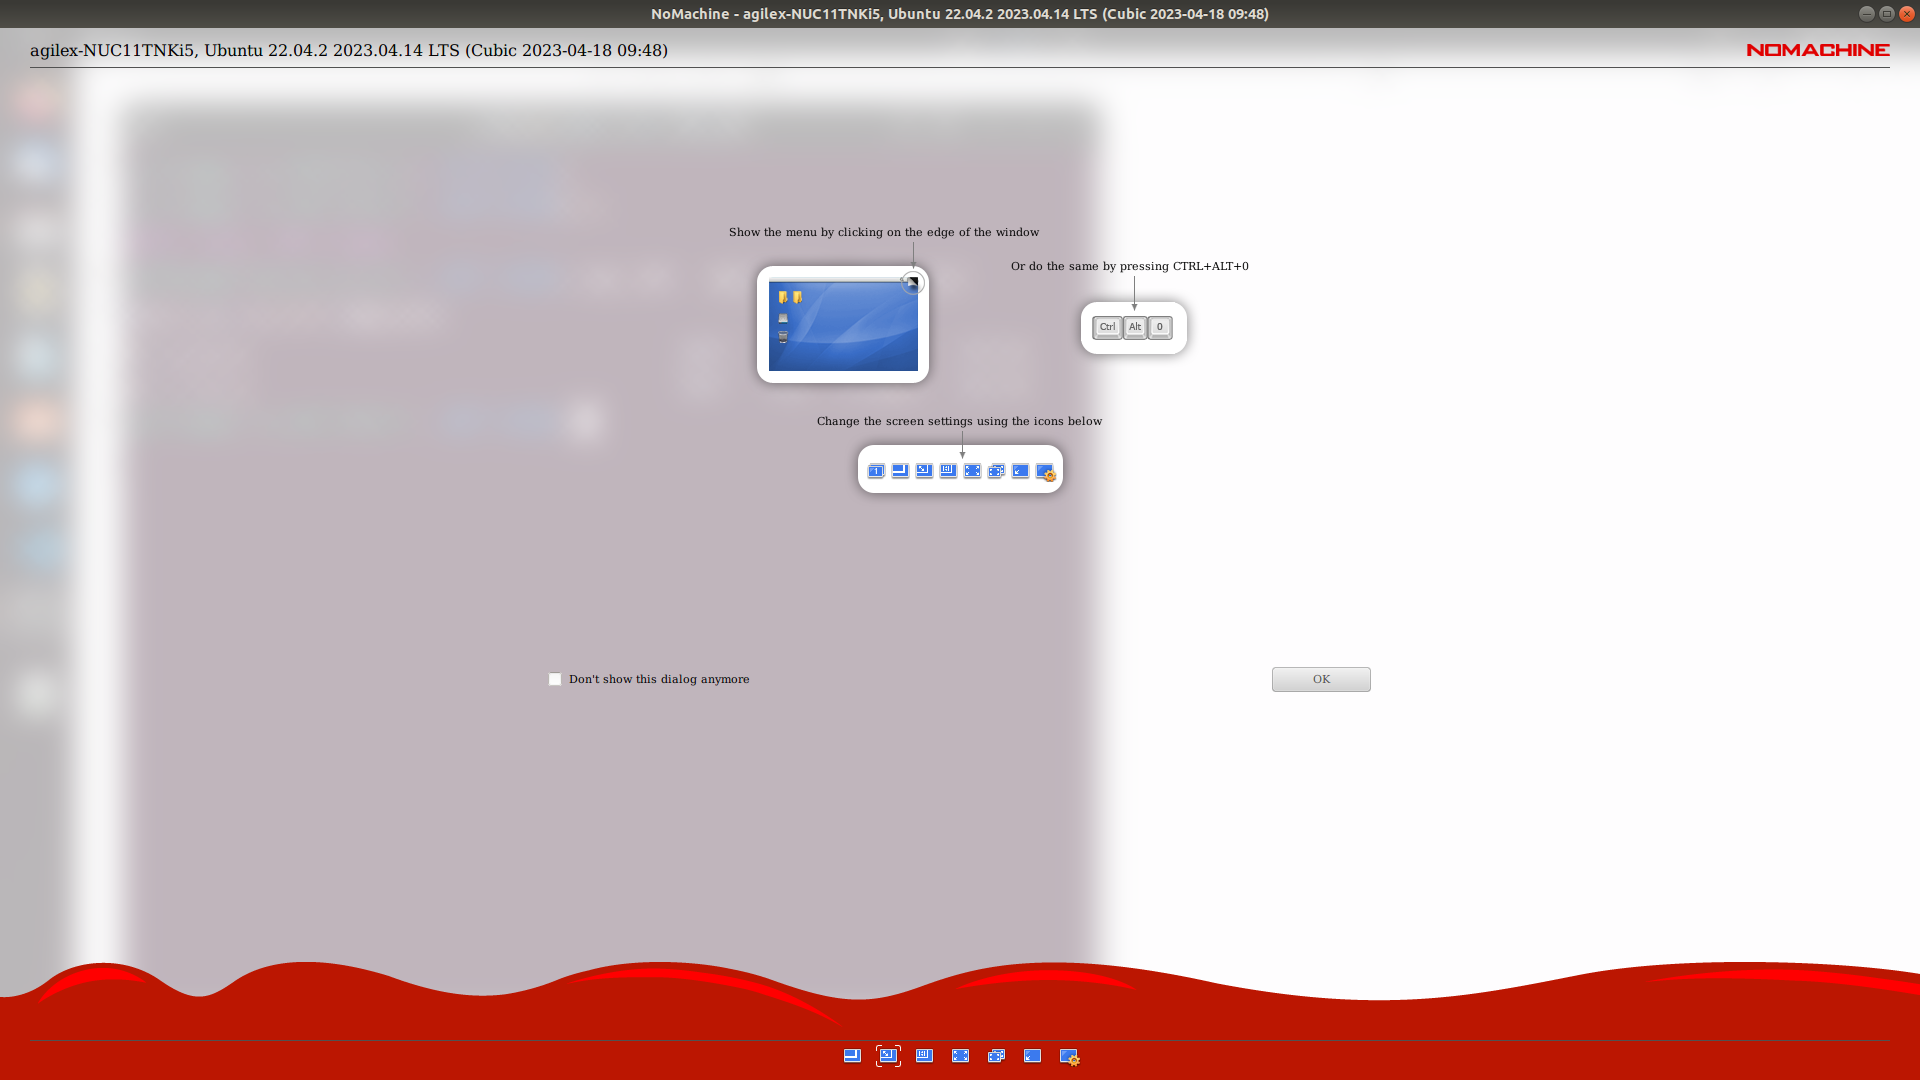 NoMachine - agilex-NUC11TNKi5, Ubuntu 22.04.2 2023.04.14 LTS (Cubic 2023-04-18 09:48)
agilex-NUC11TNKi5, Ubuntu 22.04.2 2023.04.14 LTS (Cubic 2023-04-18 09:48)
NOMACHINE
Show the menu by clicking on the edge of the window
Or do the same by pressing CTRL+ALT+0
Ctrl Alt 0
Change the screen settings using the icons below
1
Don't show this dialog anymore
OK